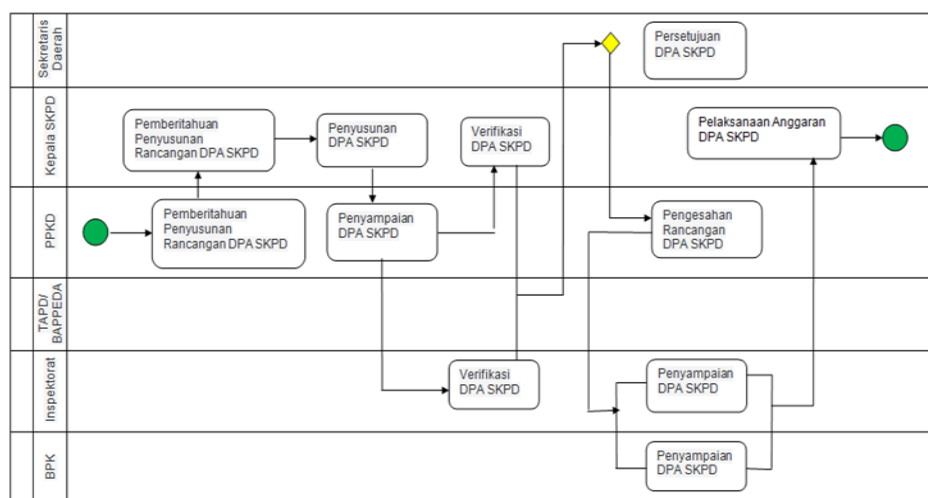 Sekretaris
Daerah
Persetujuan
DPA SKPD
Kepala SKPD
Pemberitahuan
Penyusunan
Rancangan DPA SKPD
Penyusunan
DPA SKPD
Verifikasi
DPA SKPD
Pelaksanaan Anggaran
DPA SKPD
PPKD
Pemberitahuan
Penyusunan
Rancangan DPA SKPD
Penyampaian
DPA SKPD
Pengesahan
Rancangan
DPA SKPD
TAPD/
BAPPEDA
Inspektorat
Verifikasi
DPA SKPD
Penyampaian
DPA SKPD
BPK
Penyampaian
DPA SKPD